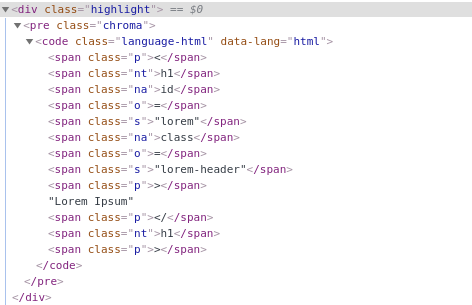 <div class="highlight"> == $0
<pre class="chroma">
<code class="language-html" data-lang="html">
<span class="p"><</span>
<span class="nt">h1</span>
<span class="na">id</span>
<span class="o">=</span>
<span class="s">"lorem"</span>
<span class="na">class</span>
<span class="o">=</span>
<span class="s">"lorem-header"</span>
<span class="p">></span>
"Lorem Ipsum"
<span class="p"></</span>
<span class="nt">h1</span>
<span class="p">></span>
</code>
</pre>
</div>